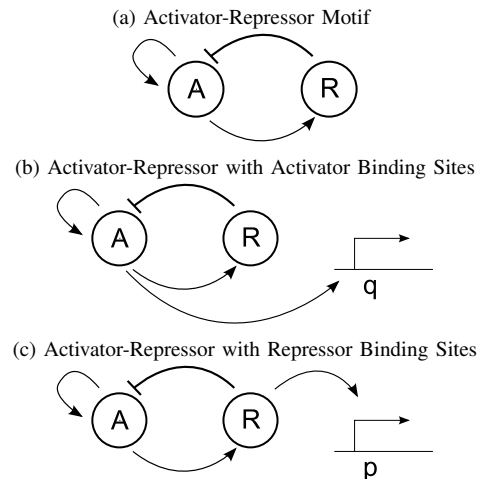 (a) Activator-Repressor Motif
A R
(b) Activator-Repressor with Activator Binding Sites
A R
q
(c) Activator-Repressor with Repressor Binding Sites
A R
p